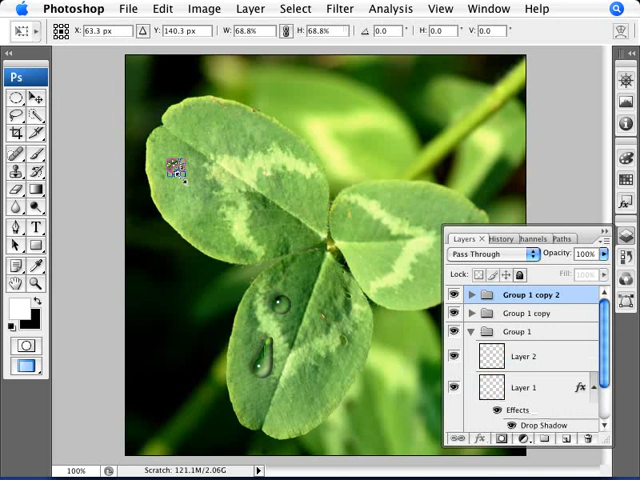 Photoshop File Edit Image Layer Select Filter Analysis View Window Help
X: 63.3 px Y: 140.3 px W: 68.8% H: 68.8% 0.0 H: 0.0 V: 0.0
Ps
Layers × History hannels Paths
Pass Through Opacity: 100%
Lock: Fill: 100%
Group 1 copy 2
Group 1 copy
Group 1
Layer 2
Layer 1 fx
Effects
Drop Shadow
100% Scratch: 121.1M/2.06G